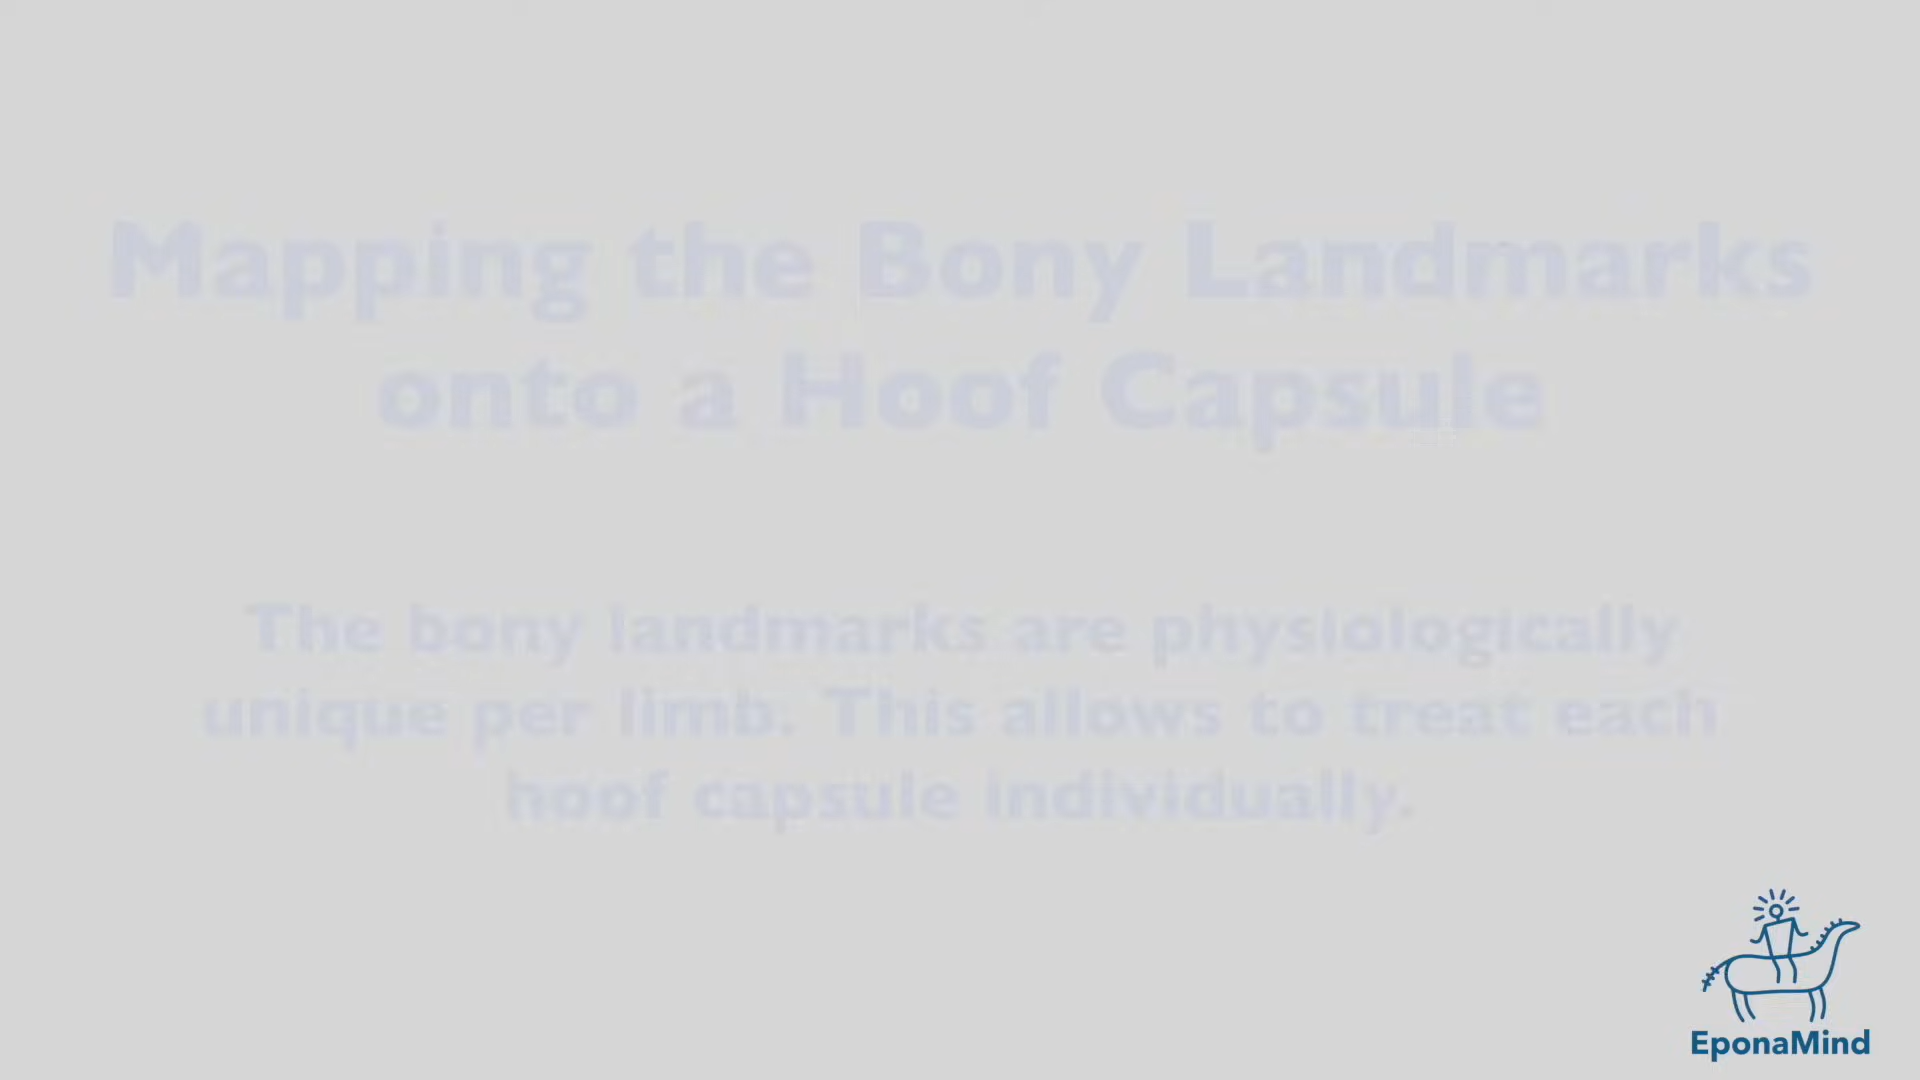 Mapping the Bony Landmarks
onto a Hoof Capsule
The bony landmarks are physiologically
unique per limb. This allows to treat each
hoof capsule individually.
EponaMind